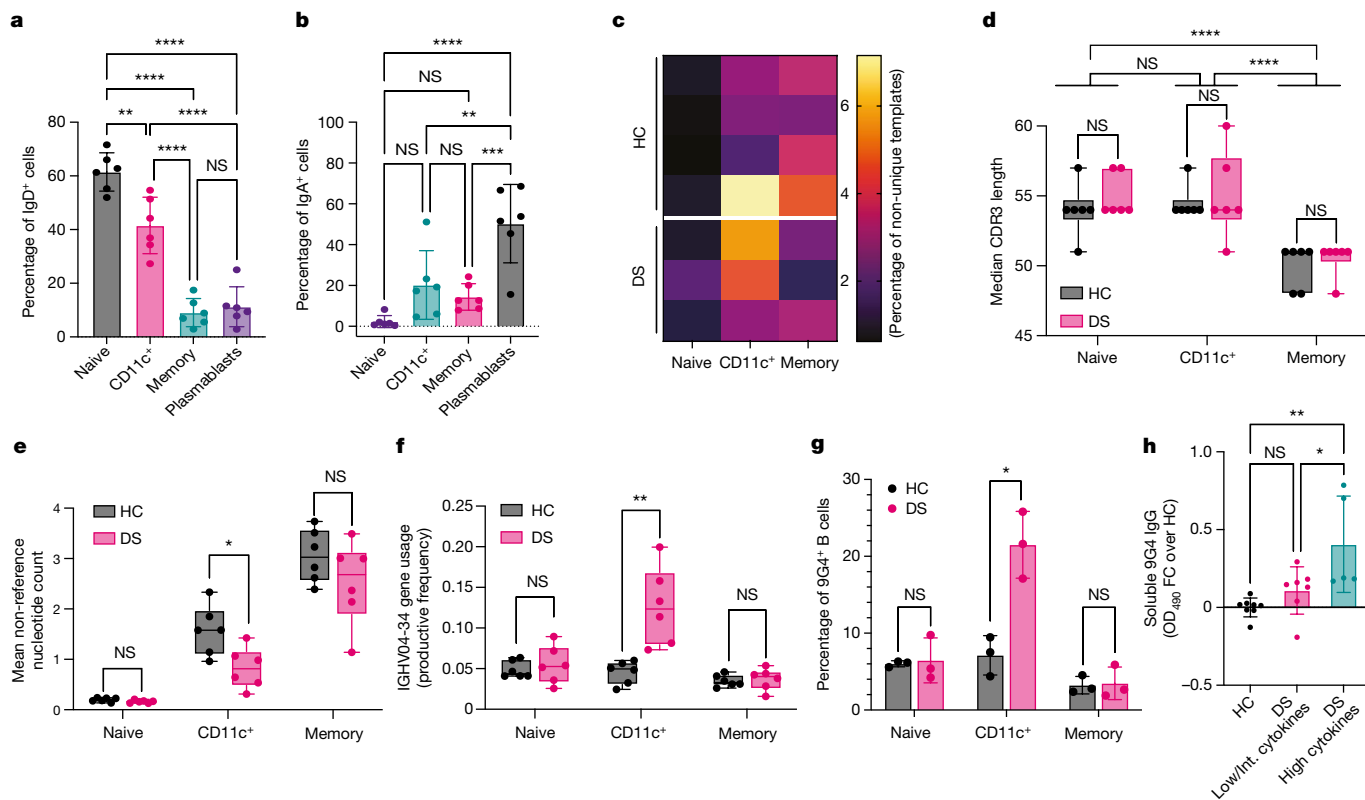 a
****
NS
****
**
****
****
NS
Percentage of IgD+ cells
80
60
40
20
0
Naive
CD11c+
Memory
Plasmablasts
b
****
NS
**
NS
NS
***
Percentage of IgA+ cells
100
80
60
40
20
0
Naive
CD11c+
Memory
Plasmablasts
c
HC
DS
Naive
CD11c+
Memory
6
4
2
(Percentage of non-unique templates)
d
****
NS
****
NS
NS
NS
Median CDR3 length
60
55
50
45
HC
DS
Naive
CD11c+
Memory
e
Mean non-reference
nucleotide count
4
3
2
1
0
HC
DS
NS
*
NS
Naive
CD11c+
Memory
f
IGHV04-34 gene usage
(productive frequency)
0.25
0.20
0.15
0.10
0.05
0
HC
DS
NS
**
NS
Naive
CD11c+
Memory
g
Percentage of 9G4+ B cells
30
20
10
0
HC
DS
NS
*
NS
Naive
CD11c+
Memory
h
**
NS
*
Soluble 9G4 IgG
(OD490 FC over HC)
1.0
0.5
0
–0.5
HC
DS
Low/Int. cytokines
DS
High cytokines